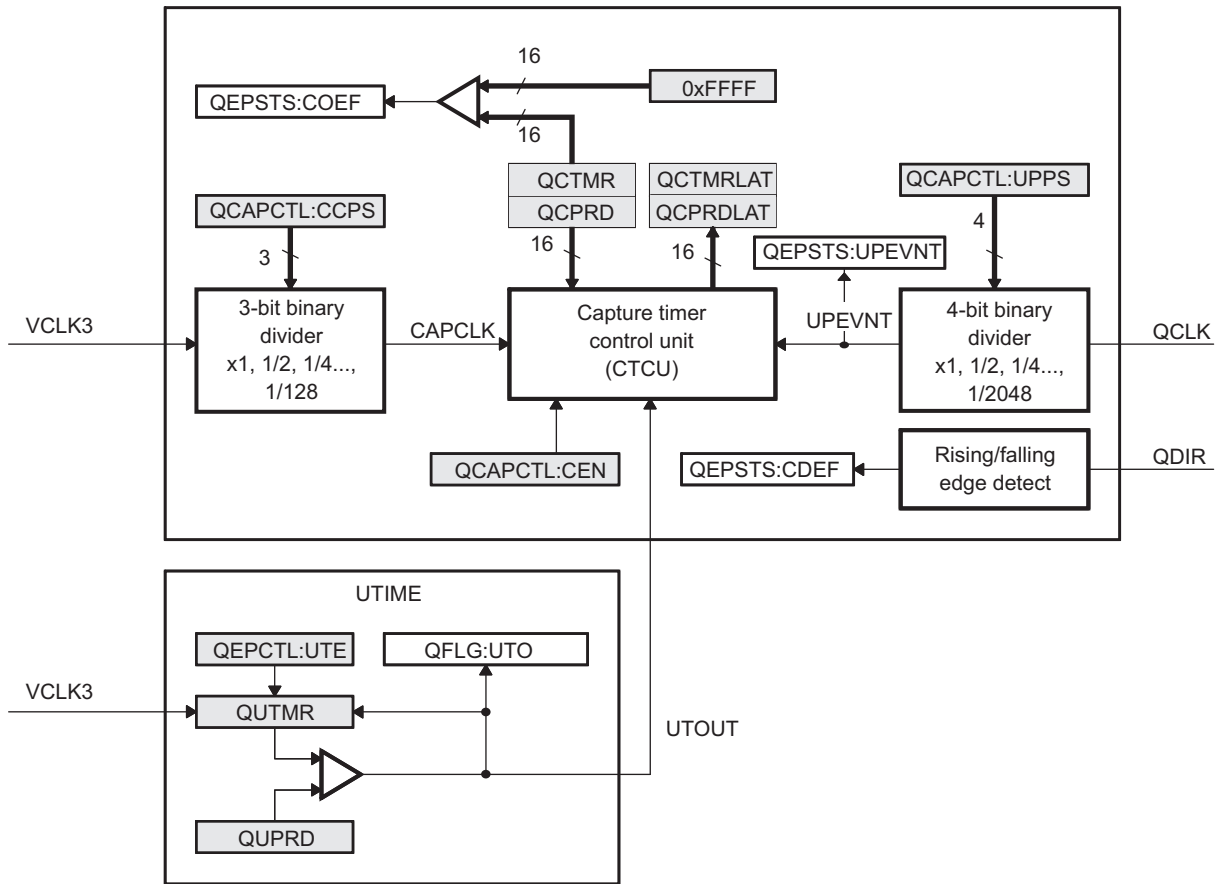 16
0xFFFF
QEPSTS:COEF
16
QCTMR
QCPRD
QCTMRLAT
QCPRDLAT
QCAPCTL:UPPS
QCAPCTL:CCPS
3
16
16
4
QEPSTS:UPEVNT
VCLK3
3-bit binary
divider
x1, 1/2, 1/4...,
1/128
CAPCLK
Capture timer
control unit
(CTCU)
UPEVNT
4-bit binary
divider
x1, 1/2, 1/4...,
1/2048
QCLK
QCAPCTL:CEN
QEPSTS:CDEF
Rising/falling
edge detect
QDIR
UTIME
QEPCTL:UTE
QFLG:UTO
VCLK3
QUTMR
UTOUT
QUPRD